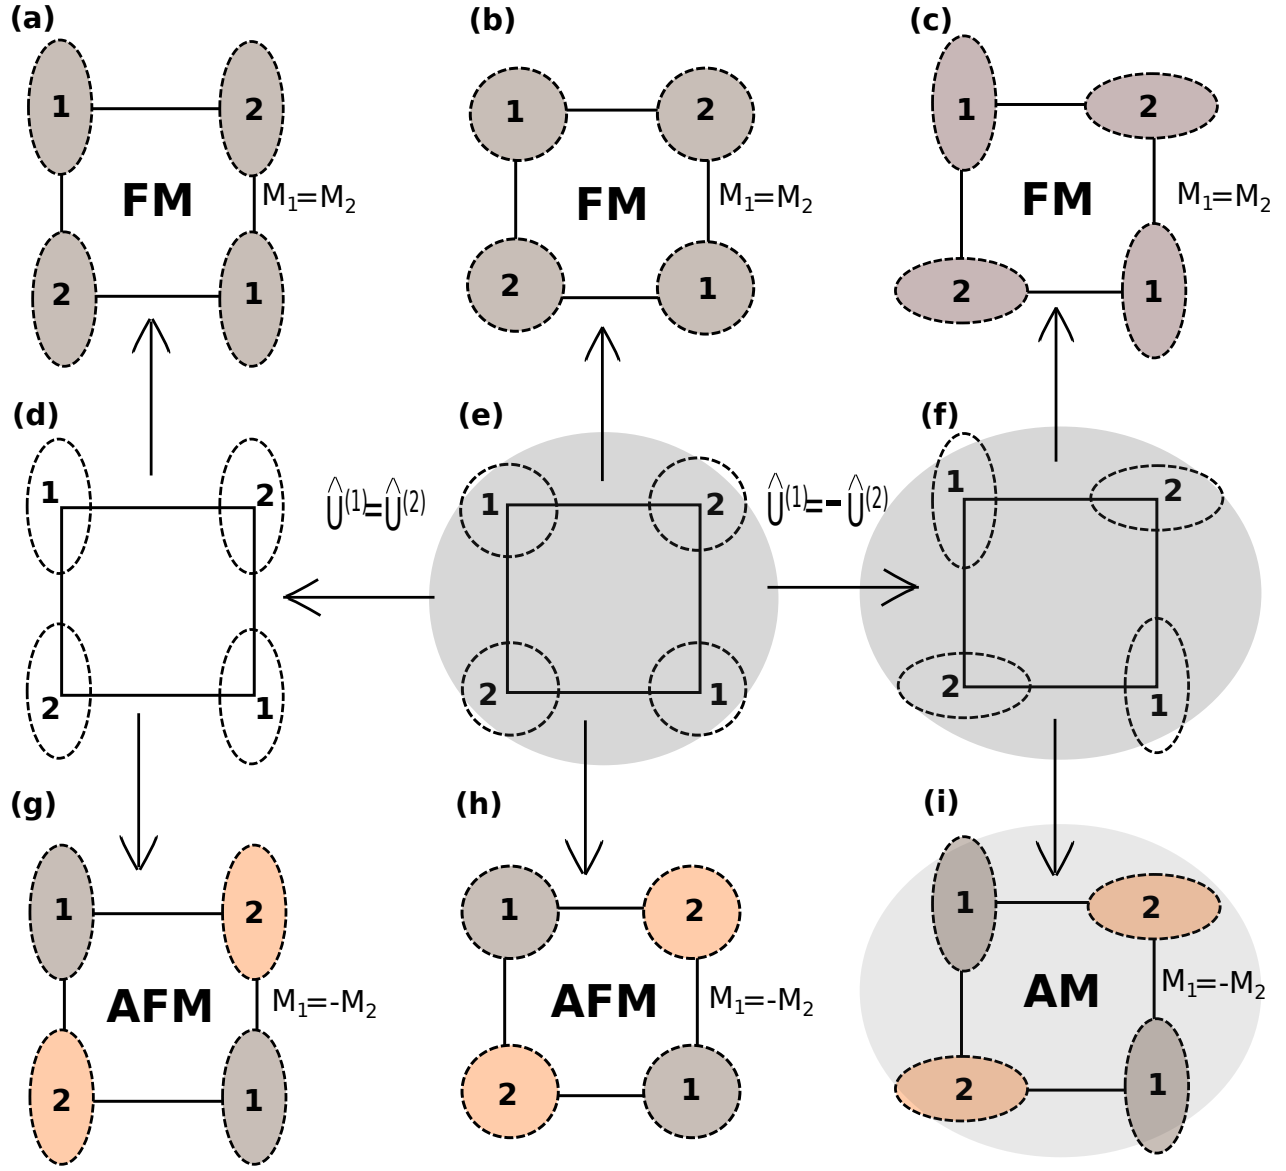 (a)
(b)
(c)
1
2
1
2
1
2
FM M₁=M₂
FM M₁=M₂
FM M₁=M₂
2
1
2
1
2
1
(d)
(e)
(f)
1
2
Û⁽¹⁾=Û⁽²⁾
1
2
Û⁽¹⁾=-Û⁽²⁾
1
2
2
1
2
1
2
1
(g)
(h)
(i)
1
2
1
2
1
2
AFM M₁=-M₂
AFM M₁=-M₂
AM M₁=-M₂
2
1
2
1
2
1